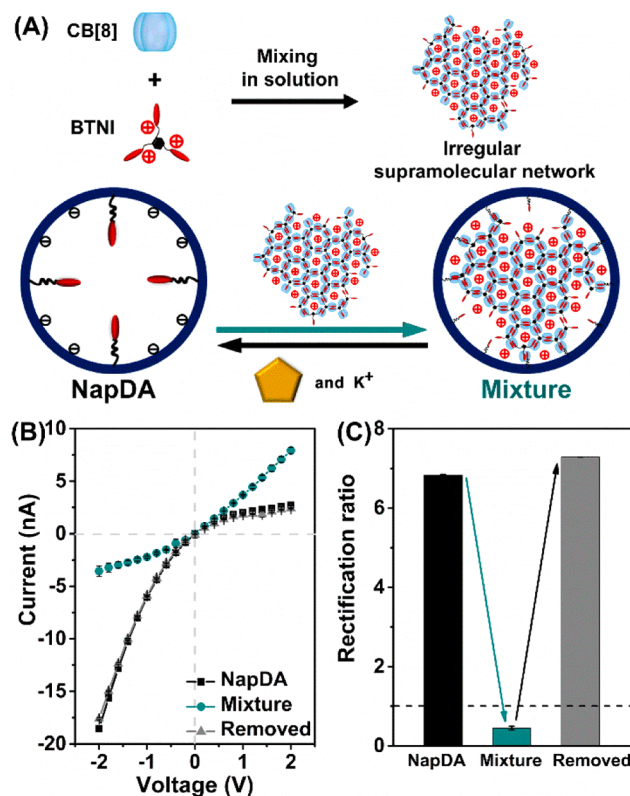 (A)
CB[8]
+
BTNI
Mixing
in solution
Irregular
supramolecular network
NapDA
and K⁺
Mixture
(B)
10
5
0
-5
-10
-15
-20
Current (nA)
-2 -1 0 1 2
Voltage (V)
NapDA
Mixture
Removed
(C)
8
6
4
2
0
Rectification ratio
NapDA Mixture Removed